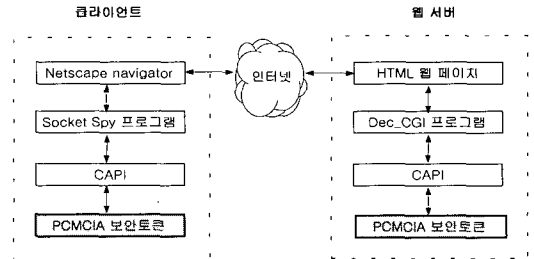 클라이언트
웹 서버
Netscape navigator
인터넷
HTML 웹 페이지
Socket Spy 프로그램
Dec_CGI 프로그램
CAPI
CAPI
PCMCIA 보안토큰
PCMCIA 보안토큰